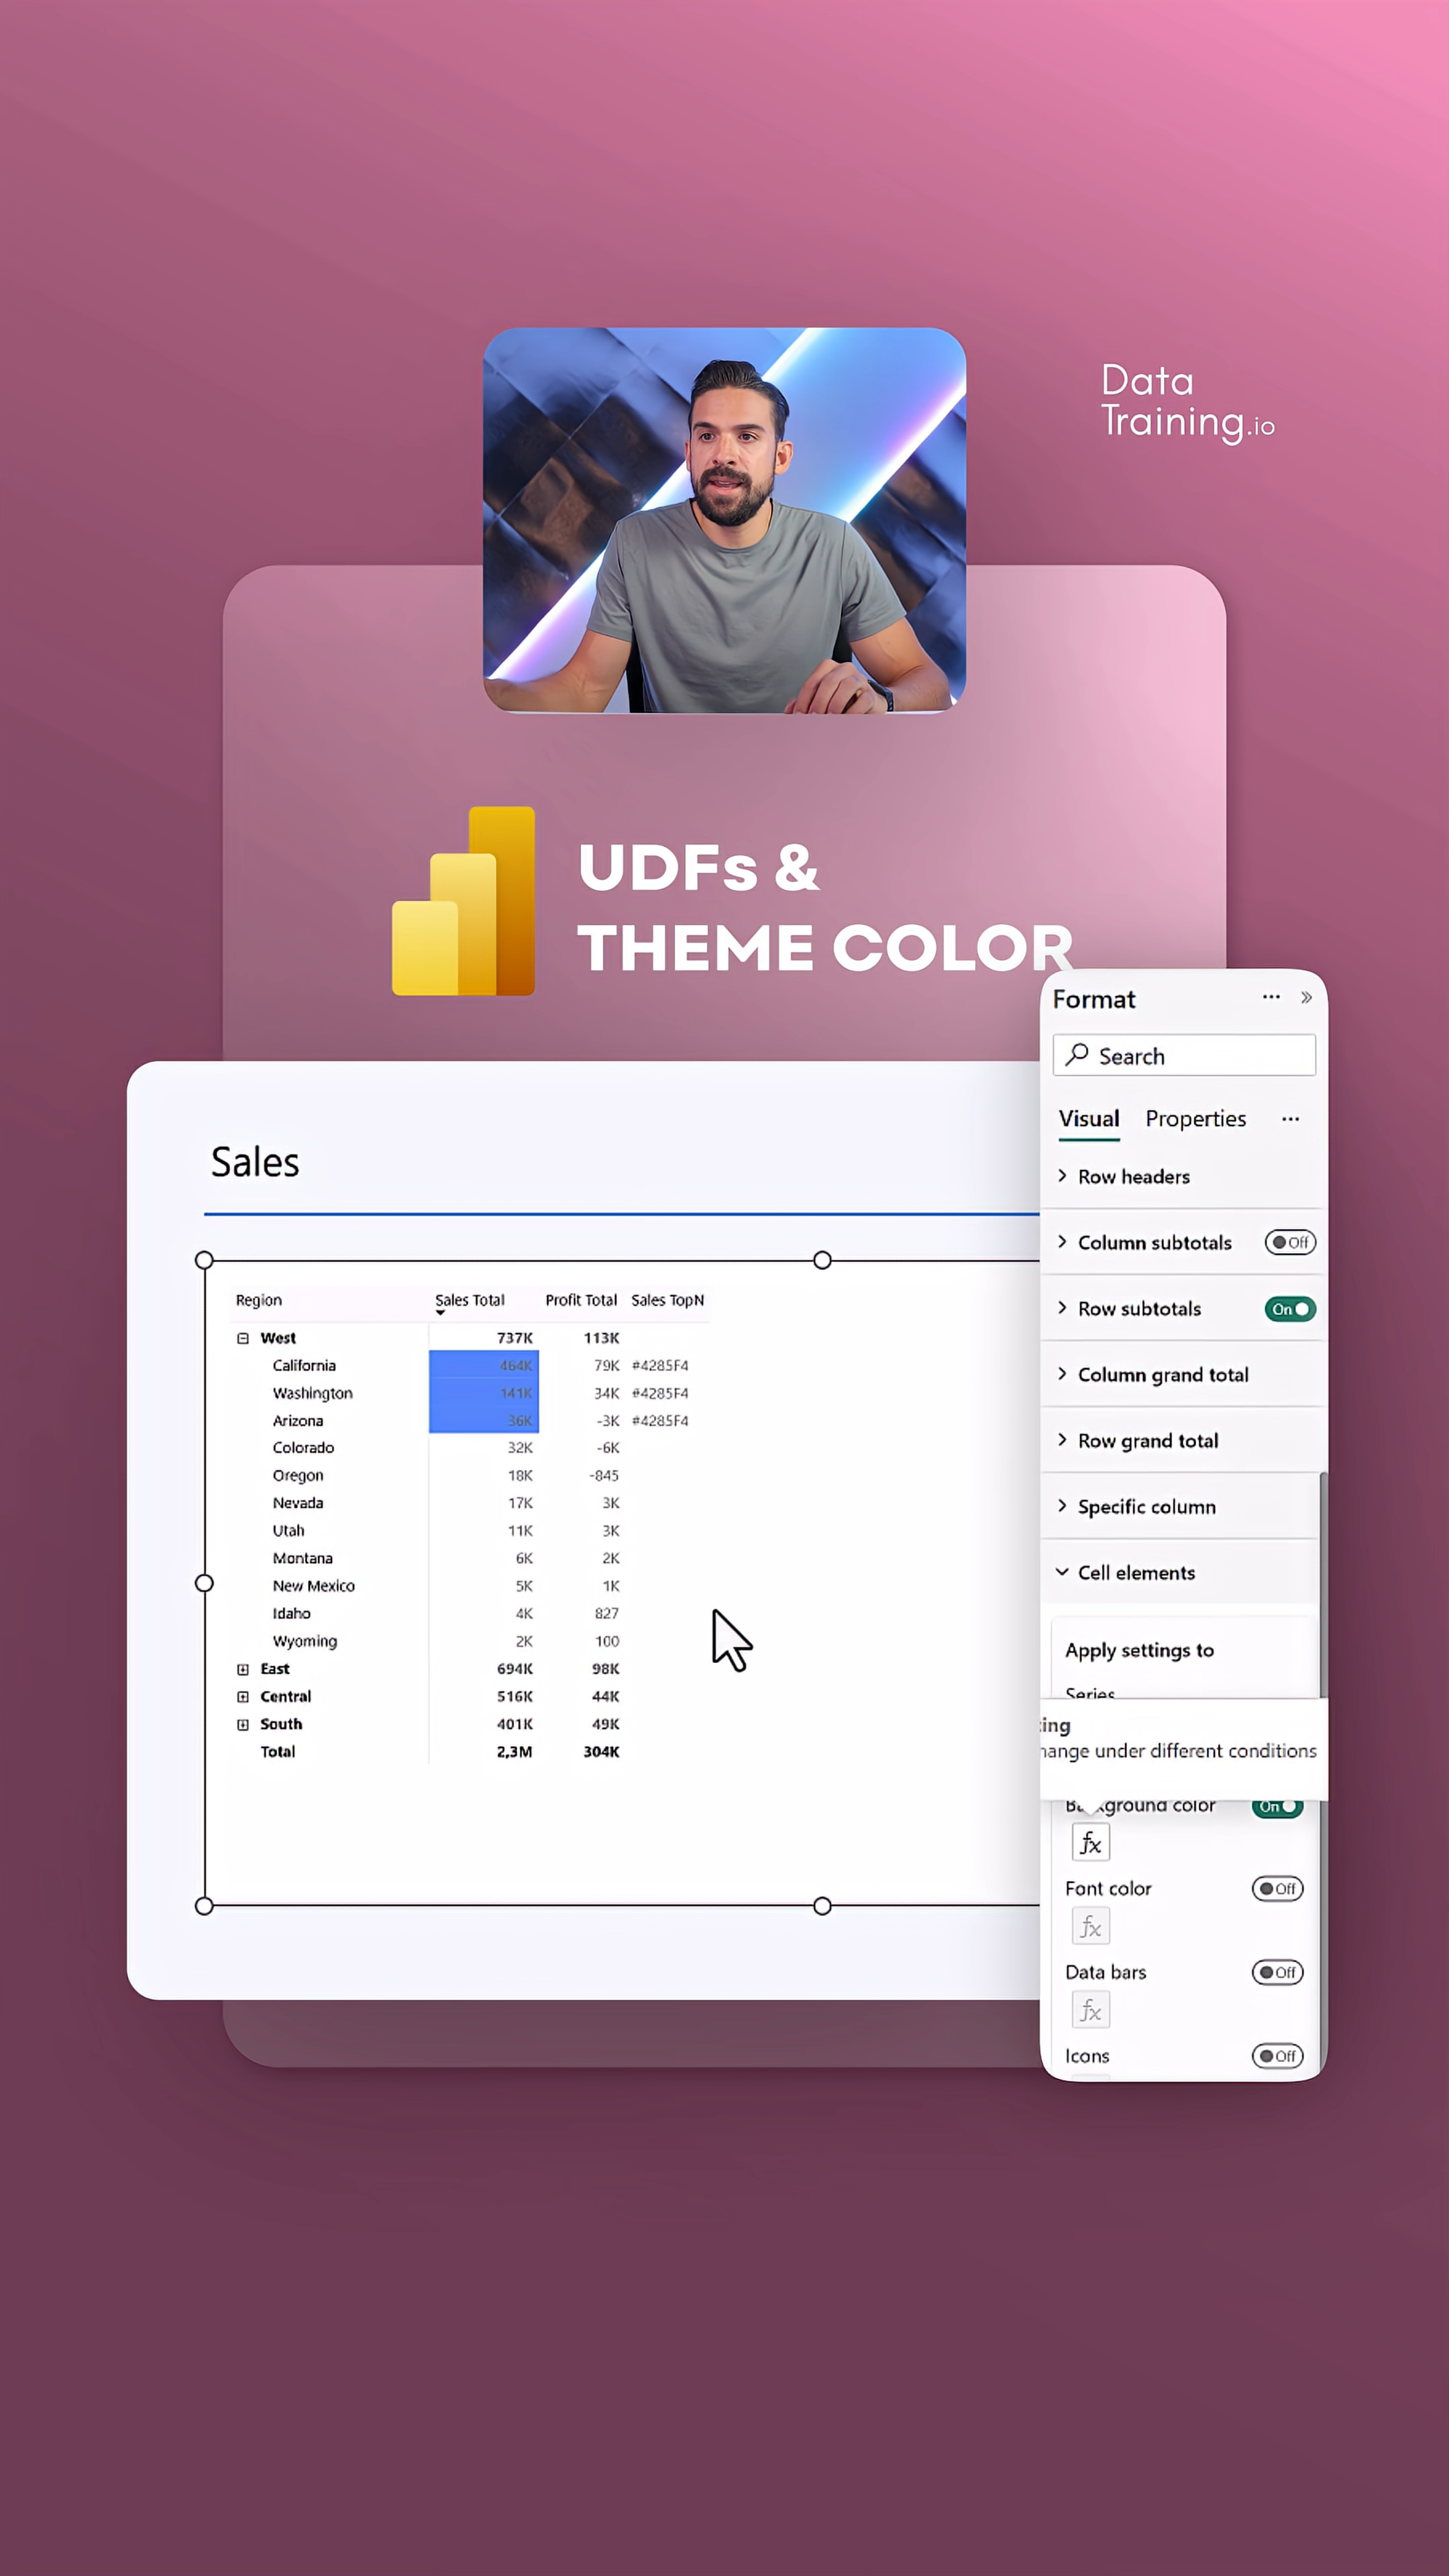 Data
Training.io
UDFs &
THEME COLOR
Format
Search
Visual Properties
Row headers
Column subtotals Off
Row subtotals On
Column grand total
Row grand total
Specific column
Cell elements
Apply settings to
Series
ing
hange under different conditions
Background color On
fx
Font color Off
fx
Data bars Off
fx
Icons Off
Sales
Region Sales Total Profit Total Sales TopN
West 737K 113K
California 464K 79K #4285F4
Washington 141K 34K #4285F4
Arizona 36K -3K #4285F4
Colorado 32K -6K
Oregon 18K -845
Nevada 17K 3K
Utah 11K 3K
Montana 6K 2K
New Mexico 5K 1K
Idaho 4K 827
Wyoming 2K 100
East 694K 98K
Central 516K 44K
South 401K 49K
Total 2,3M 304K